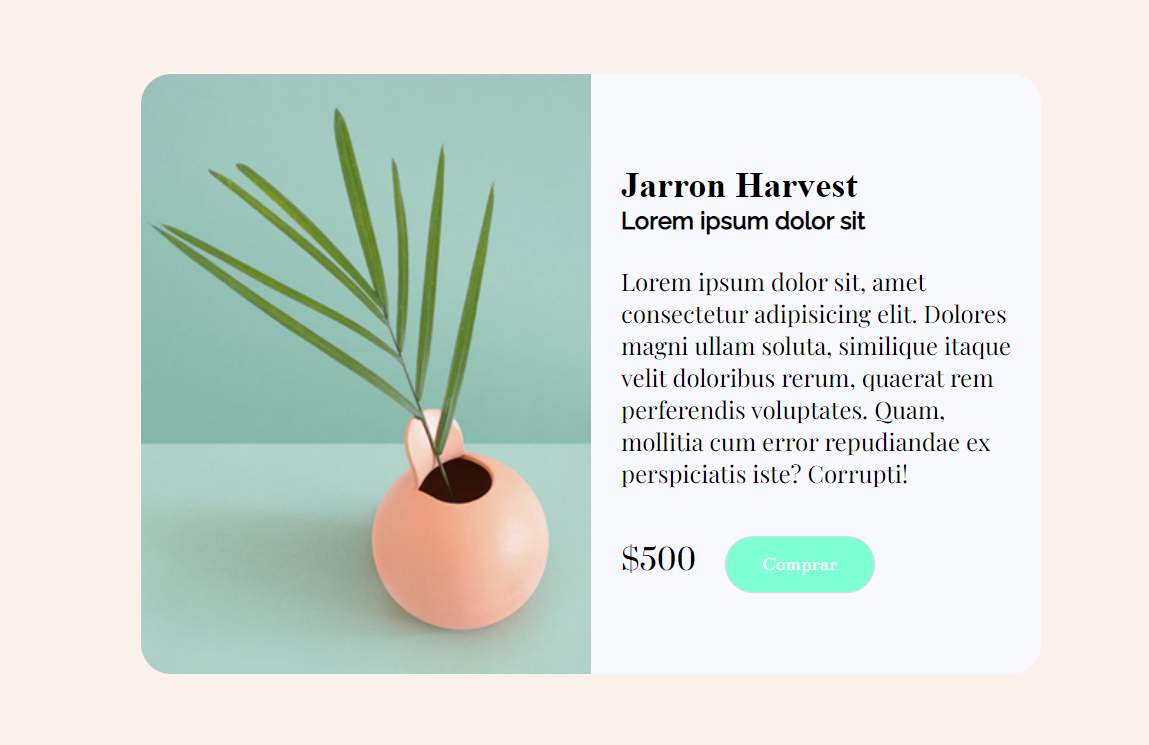 Jarron Harvest
Lorem ipsum dolor sit
Lorem ipsum dolor sit, amet
consectetur adipisicing elit. Dolores
magni ullam soluta, similique itaque
velit doloribus rerum, quaerat rem
perferendis voluptates. Quam,
mollitia cum error repudiandae ex
perspiciatis iste? Corrupti!
$500
Comprar